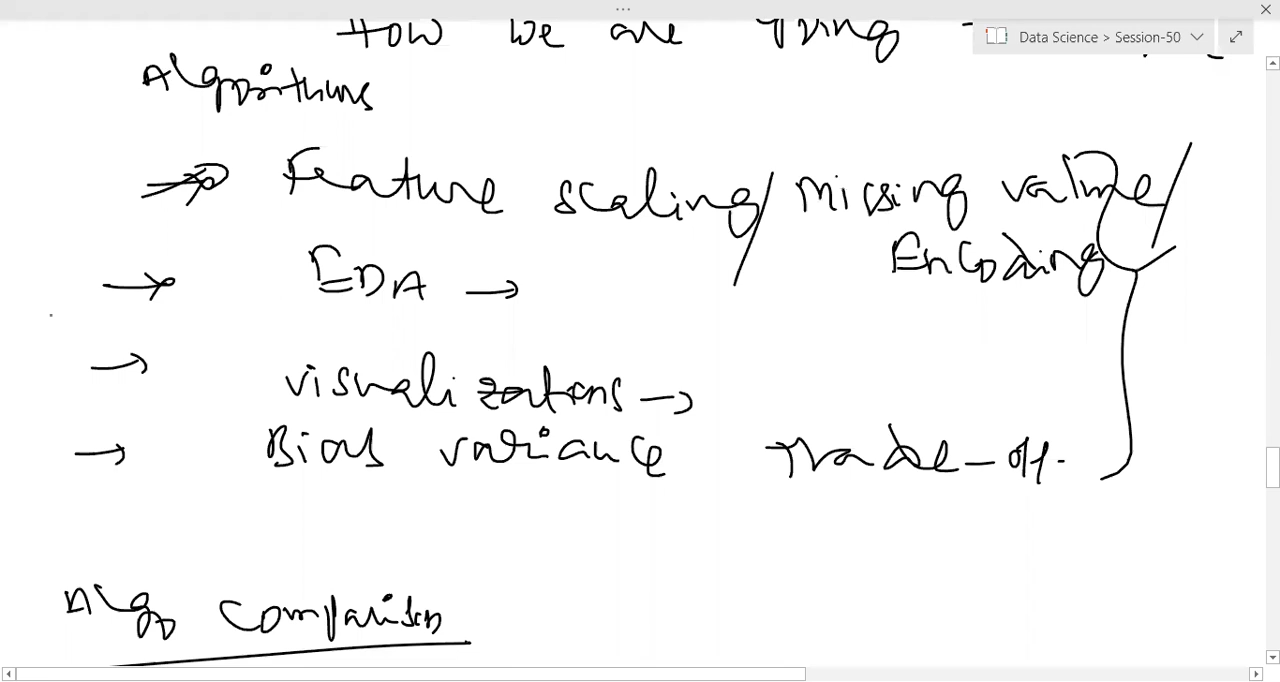 Data Science > Session-50
How we are
Algorithms
Feature scaling / missing value /
Encoding
EDA →
visualizations →
Bias variance Trade-off.
Algo Comparison